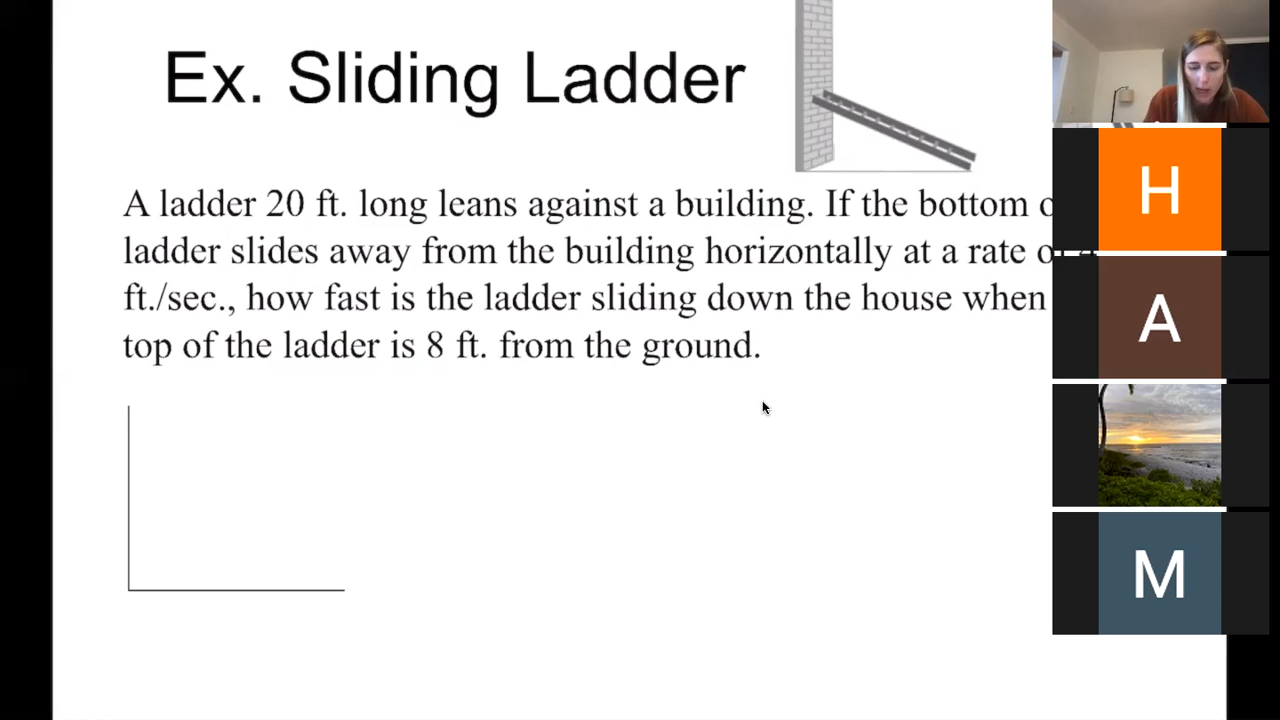 Ex. Sliding Ladder
A ladder 20 ft. long leans against a building. If the bottom
ladder slides away from the building horizontally at a rate of 4
ft./sec., how fast is the ladder sliding down the house when
top of the ladder is 8 ft. from the ground.
H
A
M